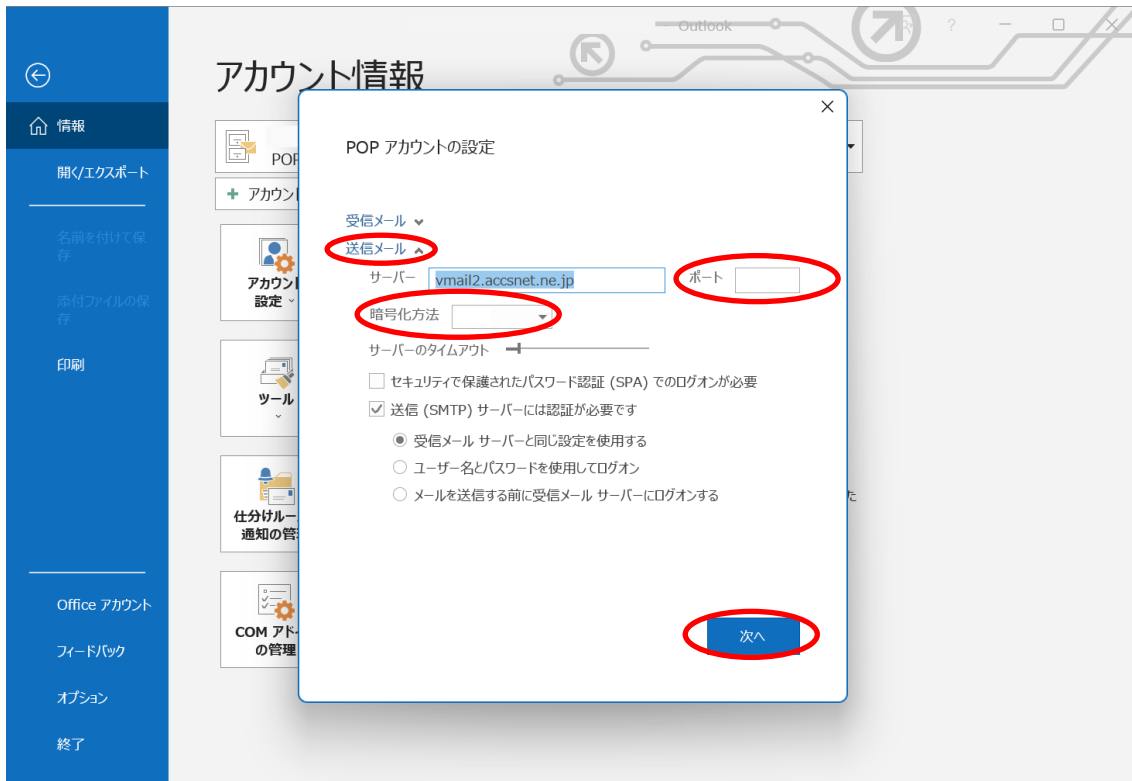 Outlook
?
アカウント情報
情報
開く/エクスポート
名前を付けて保
存
添付ファイルの保
存
印刷
Office アカウント
フィードバック
オプション
終了
POP
+ アカウン
アカウント
設定
ツール
仕分けルー
通知の管
COM アド
の管理
た
POP アカウントの設定
受信メール
送信メール
サーバー vmail2.accsnet.ne.jp ポート
暗号化方法
サーバーのタイムアウト
セキュリティで保護されたパスワード認証 (SPA) でのログオンが必要
送信 (SMTP) サーバーには認証が必要です
受信メール サーバーと同じ設定を使用する
ユーザー名とパスワードを使用してログオン
メールを送信する前に受信メール サーバーにログオンする
次へ